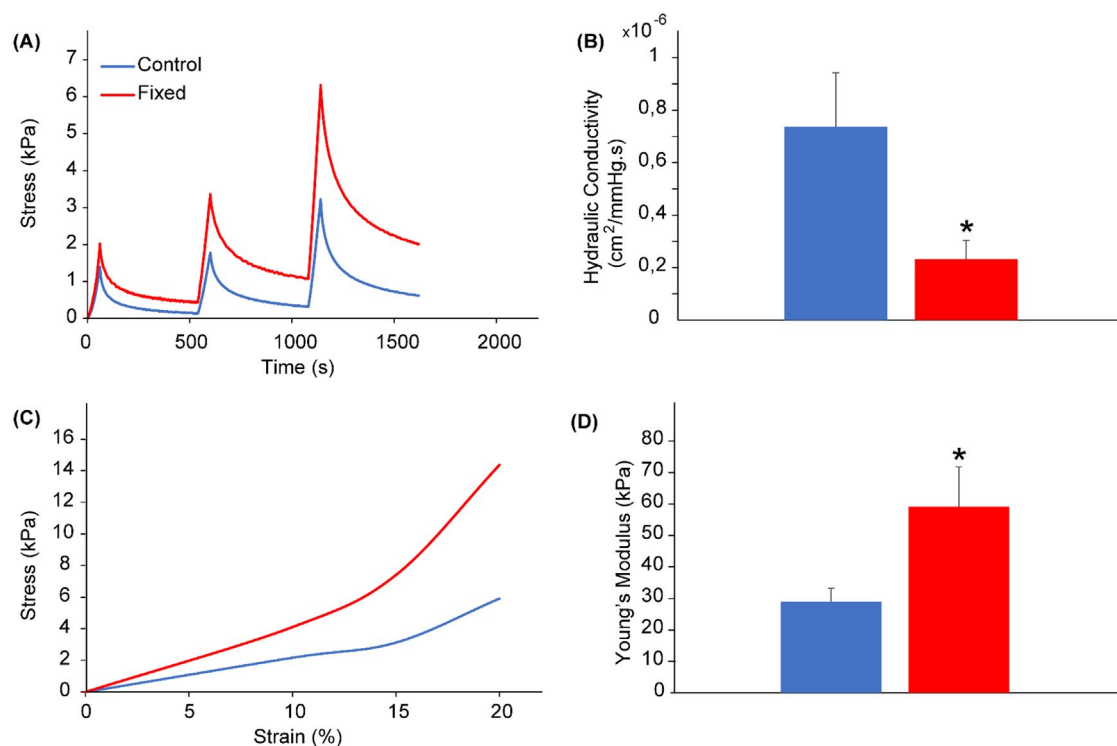 (A)
7
6
5
4
3
2
1
0
Stress (kPa)
Control
Fixed
0 500 1000 1500 2000
Time (s)
(B)
×10⁻⁶
1
0,8
0,6
0,4
0,2
0
Hydraulic Conductivity
(cm²/mmHg.s)
*
(C)
16
14
12
10
8
6
4
2
0
Stress (kPa)
0 5 10 15 20
Strain (%)
(D)
80
70
60
50
40
30
20
10
0
Young's Modulus (kPa)
*